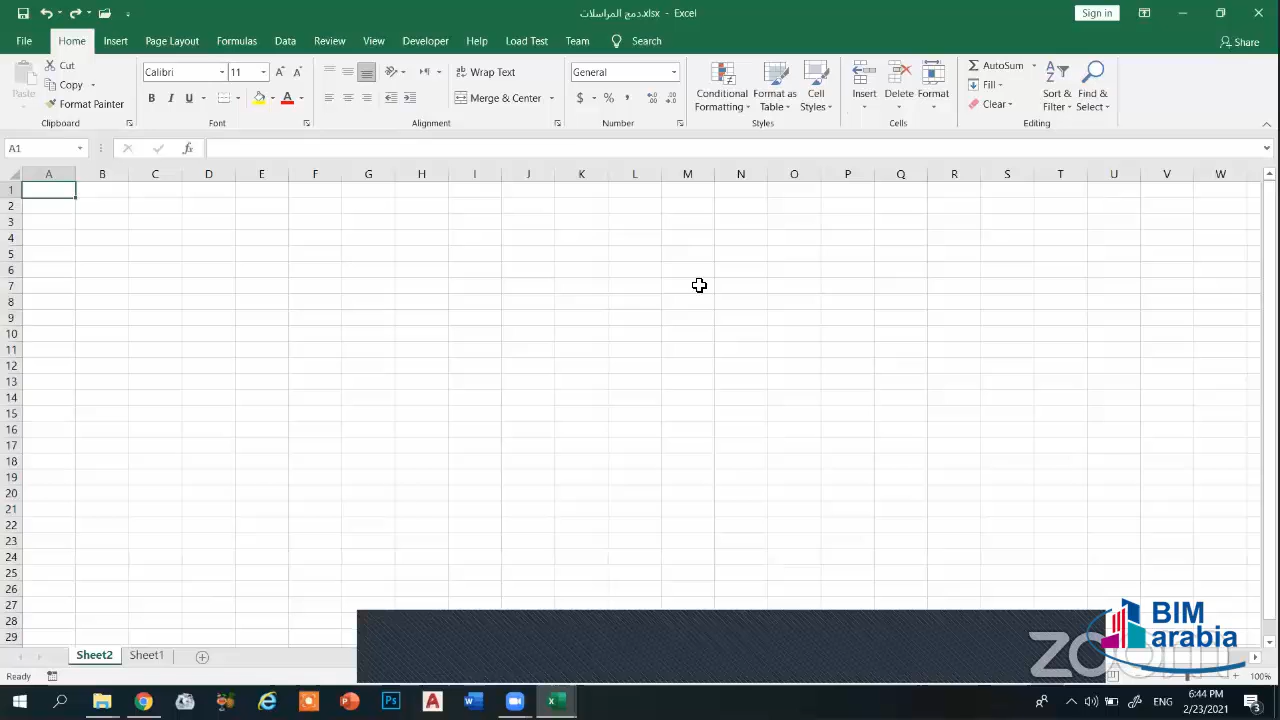 دمج المراسلات.xlsx - Excel
Sign in
File Home Insert Page Layout Formulas Data Review View Developer Help Load Test Team Search Share
Cut
Copy
Format Painter
Paste
Calibri 11
B I U A
Wrap Text
Merge & Center
General
$ % ,
Conditional Formatting
Format as Table
Cell Styles
Insert Delete Format
AutoSum
Fill
Clear
Sort & Filter
Find & Select
Font Alignment Number Styles Cells Editing
A1 fx
A B C D E F G H I J K L M N O P Q R S T U V W
1
2
3
4
5
6
7
8
9
10
11
12
13
14
15
16
17
18
19
20
21
22
23
24
25
26
27
28
29
BIM
arabia
zoom
Sheet2 Sheet1
Ready 100%
ENG
6:44 PM
2/23/2021